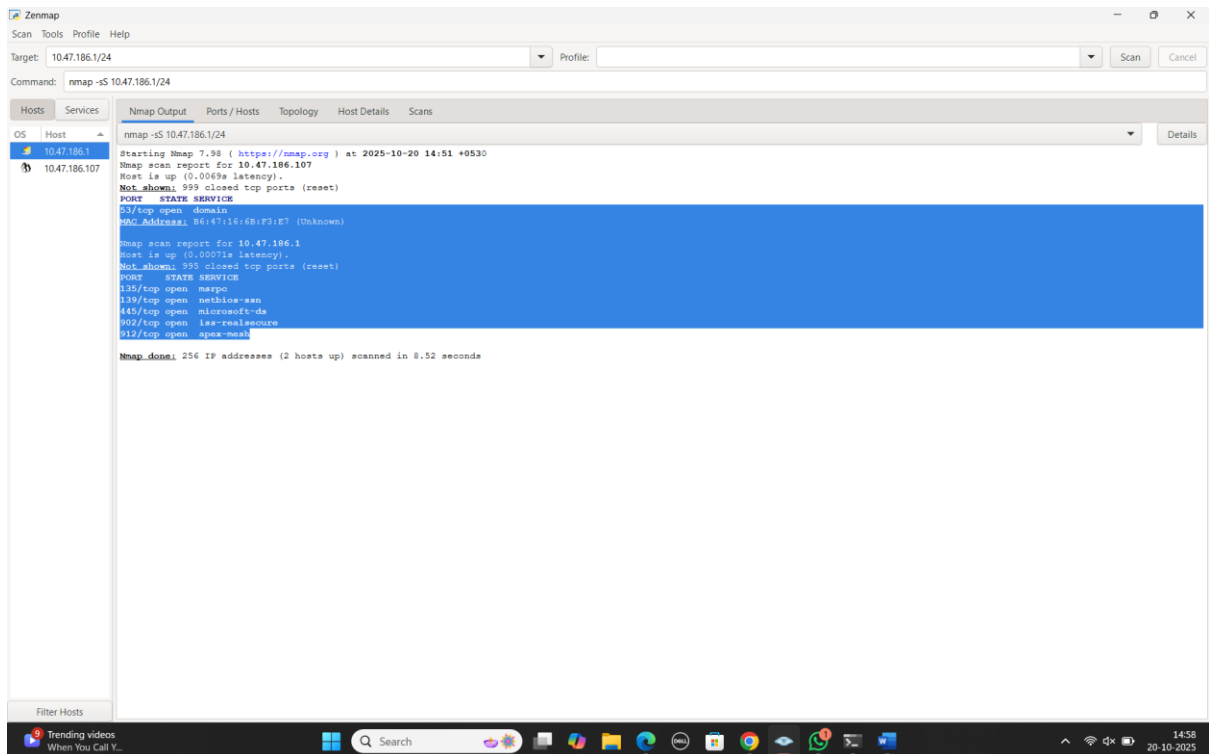 Zenmap
Scan Tools Profile Help
Target: 10.47.186.1/24 Profile: Scan Cancel
Command: nmap -sS 10.47.186.1/24
Hosts Services
OS Host
10.47.186.1
10.47.186.107
Filter Hosts
Nmap Output Ports / Hosts Topology Host Details Scans
nmap -sS 10.47.186.1/24 Details
Starting Nmap 7.98 ( https://nmap.org ) at 2025-10-20 14:51 +0530
Nmap scan report for 10.47.186.107
Host is up (0.0069s latency).
Not shown: 999 closed tcp ports (reset)
PORT STATE SERVICE
53/tcp open domain
MAC Address: B6:47:16:6B:F3:E7 (Unknown)
Nmap scan report for 10.47.186.1
Host is up (0.00071s latency).
Not shown: 995 closed tcp ports (reset)
PORT STATE SERVICE
135/tcp open msrpc
139/tcp open netbios-ssn
445/tcp open microsoft-ds
902/tcp open iss-realsecure
912/tcp open apex-mesh
Nmap done: 256 IP addresses (2 hosts up) scanned in 8.52 seconds
9
Trending videos
When You Call Y...
Search
DELL
1
14:58
20-10-2025